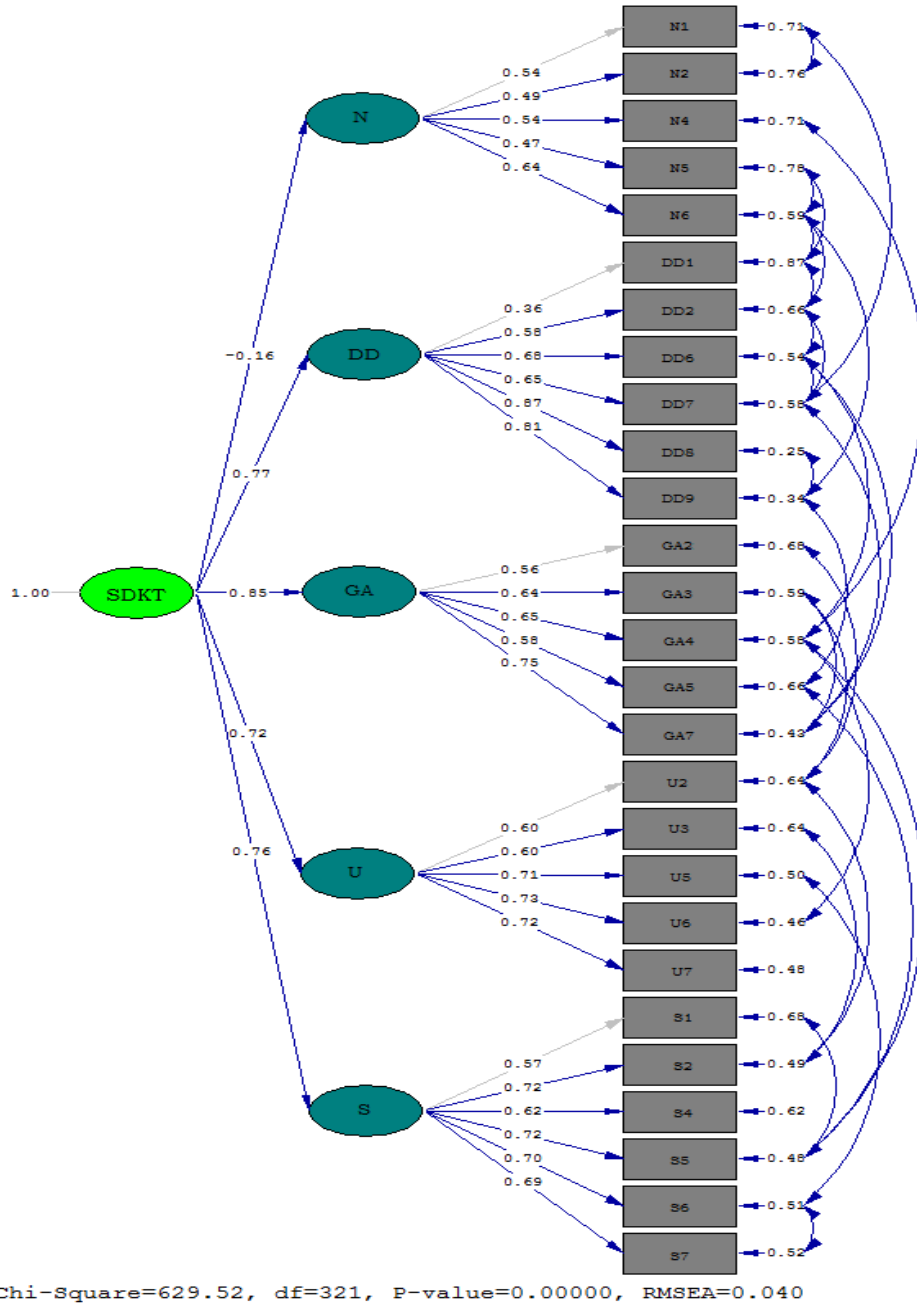 N1
0.71
0.54
N2
0.76
0.49
N
N4
0.71
0.54
0.47
N5
0.78
0.64
N6
0.59
DD1
0.87
0.36
DD2
0.66
0.58
-0.16
DD
0.68
DD6
0.54
0.65
DD7
0.58
0.87
0.81
DD8
0.25
0.77
DD9
0.34
GA2
0.68
0.56
1.00
SDKT
0.85
GA
0.64
GA3
0.59
0.65
GA4
0.58
0.58
0.75
GA5
0.66
0.72
GA7
0.43
U2
0.64
0.60
U3
0.64
0.60
0.76
U
0.71
U5
0.50
0.73
0.72
U6
0.46
U7
0.48
S1
0.68
0.57
S2
0.49
0.72
S
0.62
S4
0.62
0.72
S5
0.48
0.70
0.69
S6
0.51
S7
0.52
Chi-Square=629.52, df=321, P-value=0.00000, RMSEA=0.040